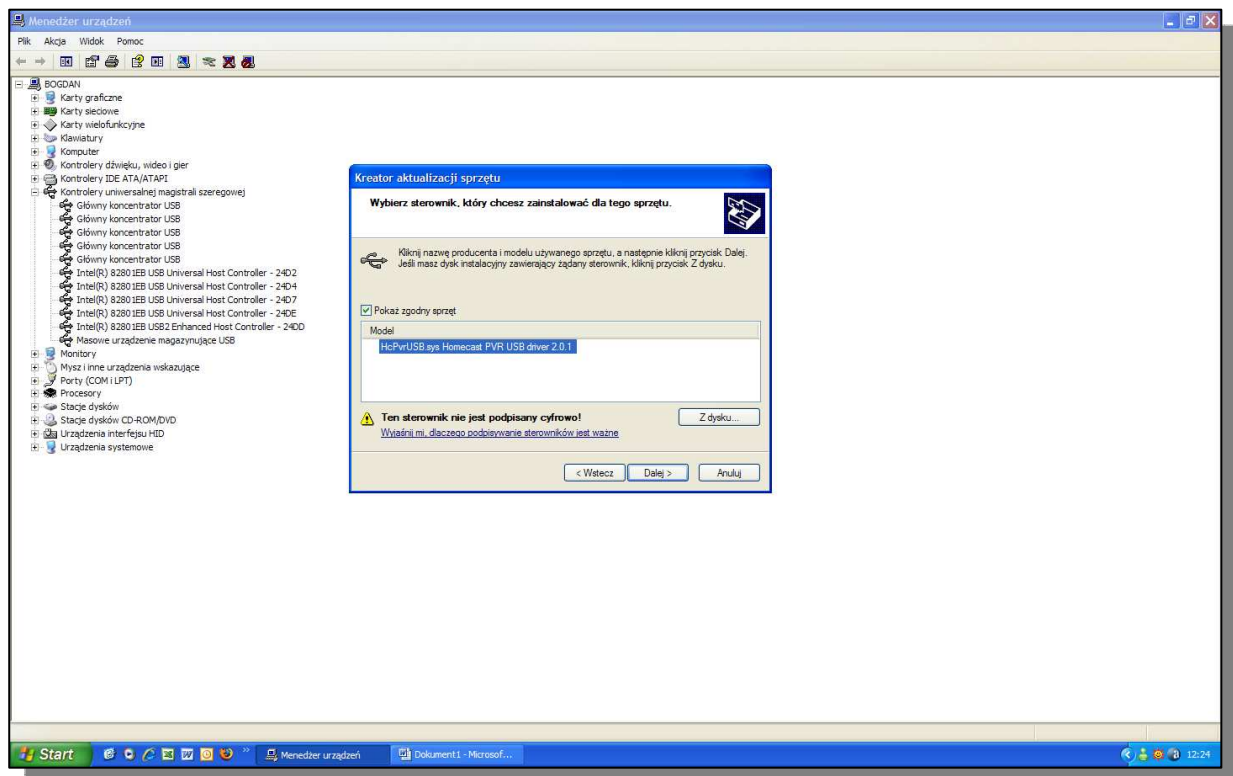 Menedżer urządzeń
Plik Akcja Widok Pomoc
BOGDAN
Karty graficzne
Karty sieciowe
Karty wielofunkcyjne
Klawiatury
Komputer
Kontrolery dźwięku, wideo i gier
Kontrolery IDE ATA/ATAPI
Kontrolery uniwersalnej magistrali szeregowej
Główny koncentrator USB
Główny koncentrator USB
Główny koncentrator USB
Główny koncentrator USB
Główny koncentrator USB
Intel(R) 82801EB USB Universal Host Controller - 24D2
Intel(R) 82801EB USB Universal Host Controller - 24D4
Intel(R) 82801EB USB Universal Host Controller - 24D7
Intel(R) 82801EB USB Universal Host Controller - 24DE
Intel(R) 82801EB USB2 Enhanced Host Controller - 24DD
Masowe urządzenie magazynujące USB
Monitory
Mysz i inne urządzenia wskazujące
Porty (COM i LPT)
Procesory
Stacje dysków
Stacje dysków CD-ROM/DVD
Urządzenia interfejsu HID
Urządzenia systemowe
Kreator aktualizacji sprzętu
Wybierz sterownik, który chcesz zainstalować dla tego sprzętu.
Kliknij nazwę producenta i modelu używanego sprzętu, a następnie kliknij przycisk Dalej.
Jeśli masz dysk instalacyjny zawierający żądany sterownik, kliknij przycisk Z dysku.
Pokaż zgodny sprzęt
Model
HcPvrUSB.sys Homecast PVR USB driver 2.0.1
Ten sterownik nie jest podpisany cyfrowo!
Z dysku...
Wyjaśnij mi, dlaczego podpisywanie sterowników jest ważne
< Wstecz Dalej > Anuluj
Start
Menedżer urządzeń
Dokument1 - Microsof...
12:24